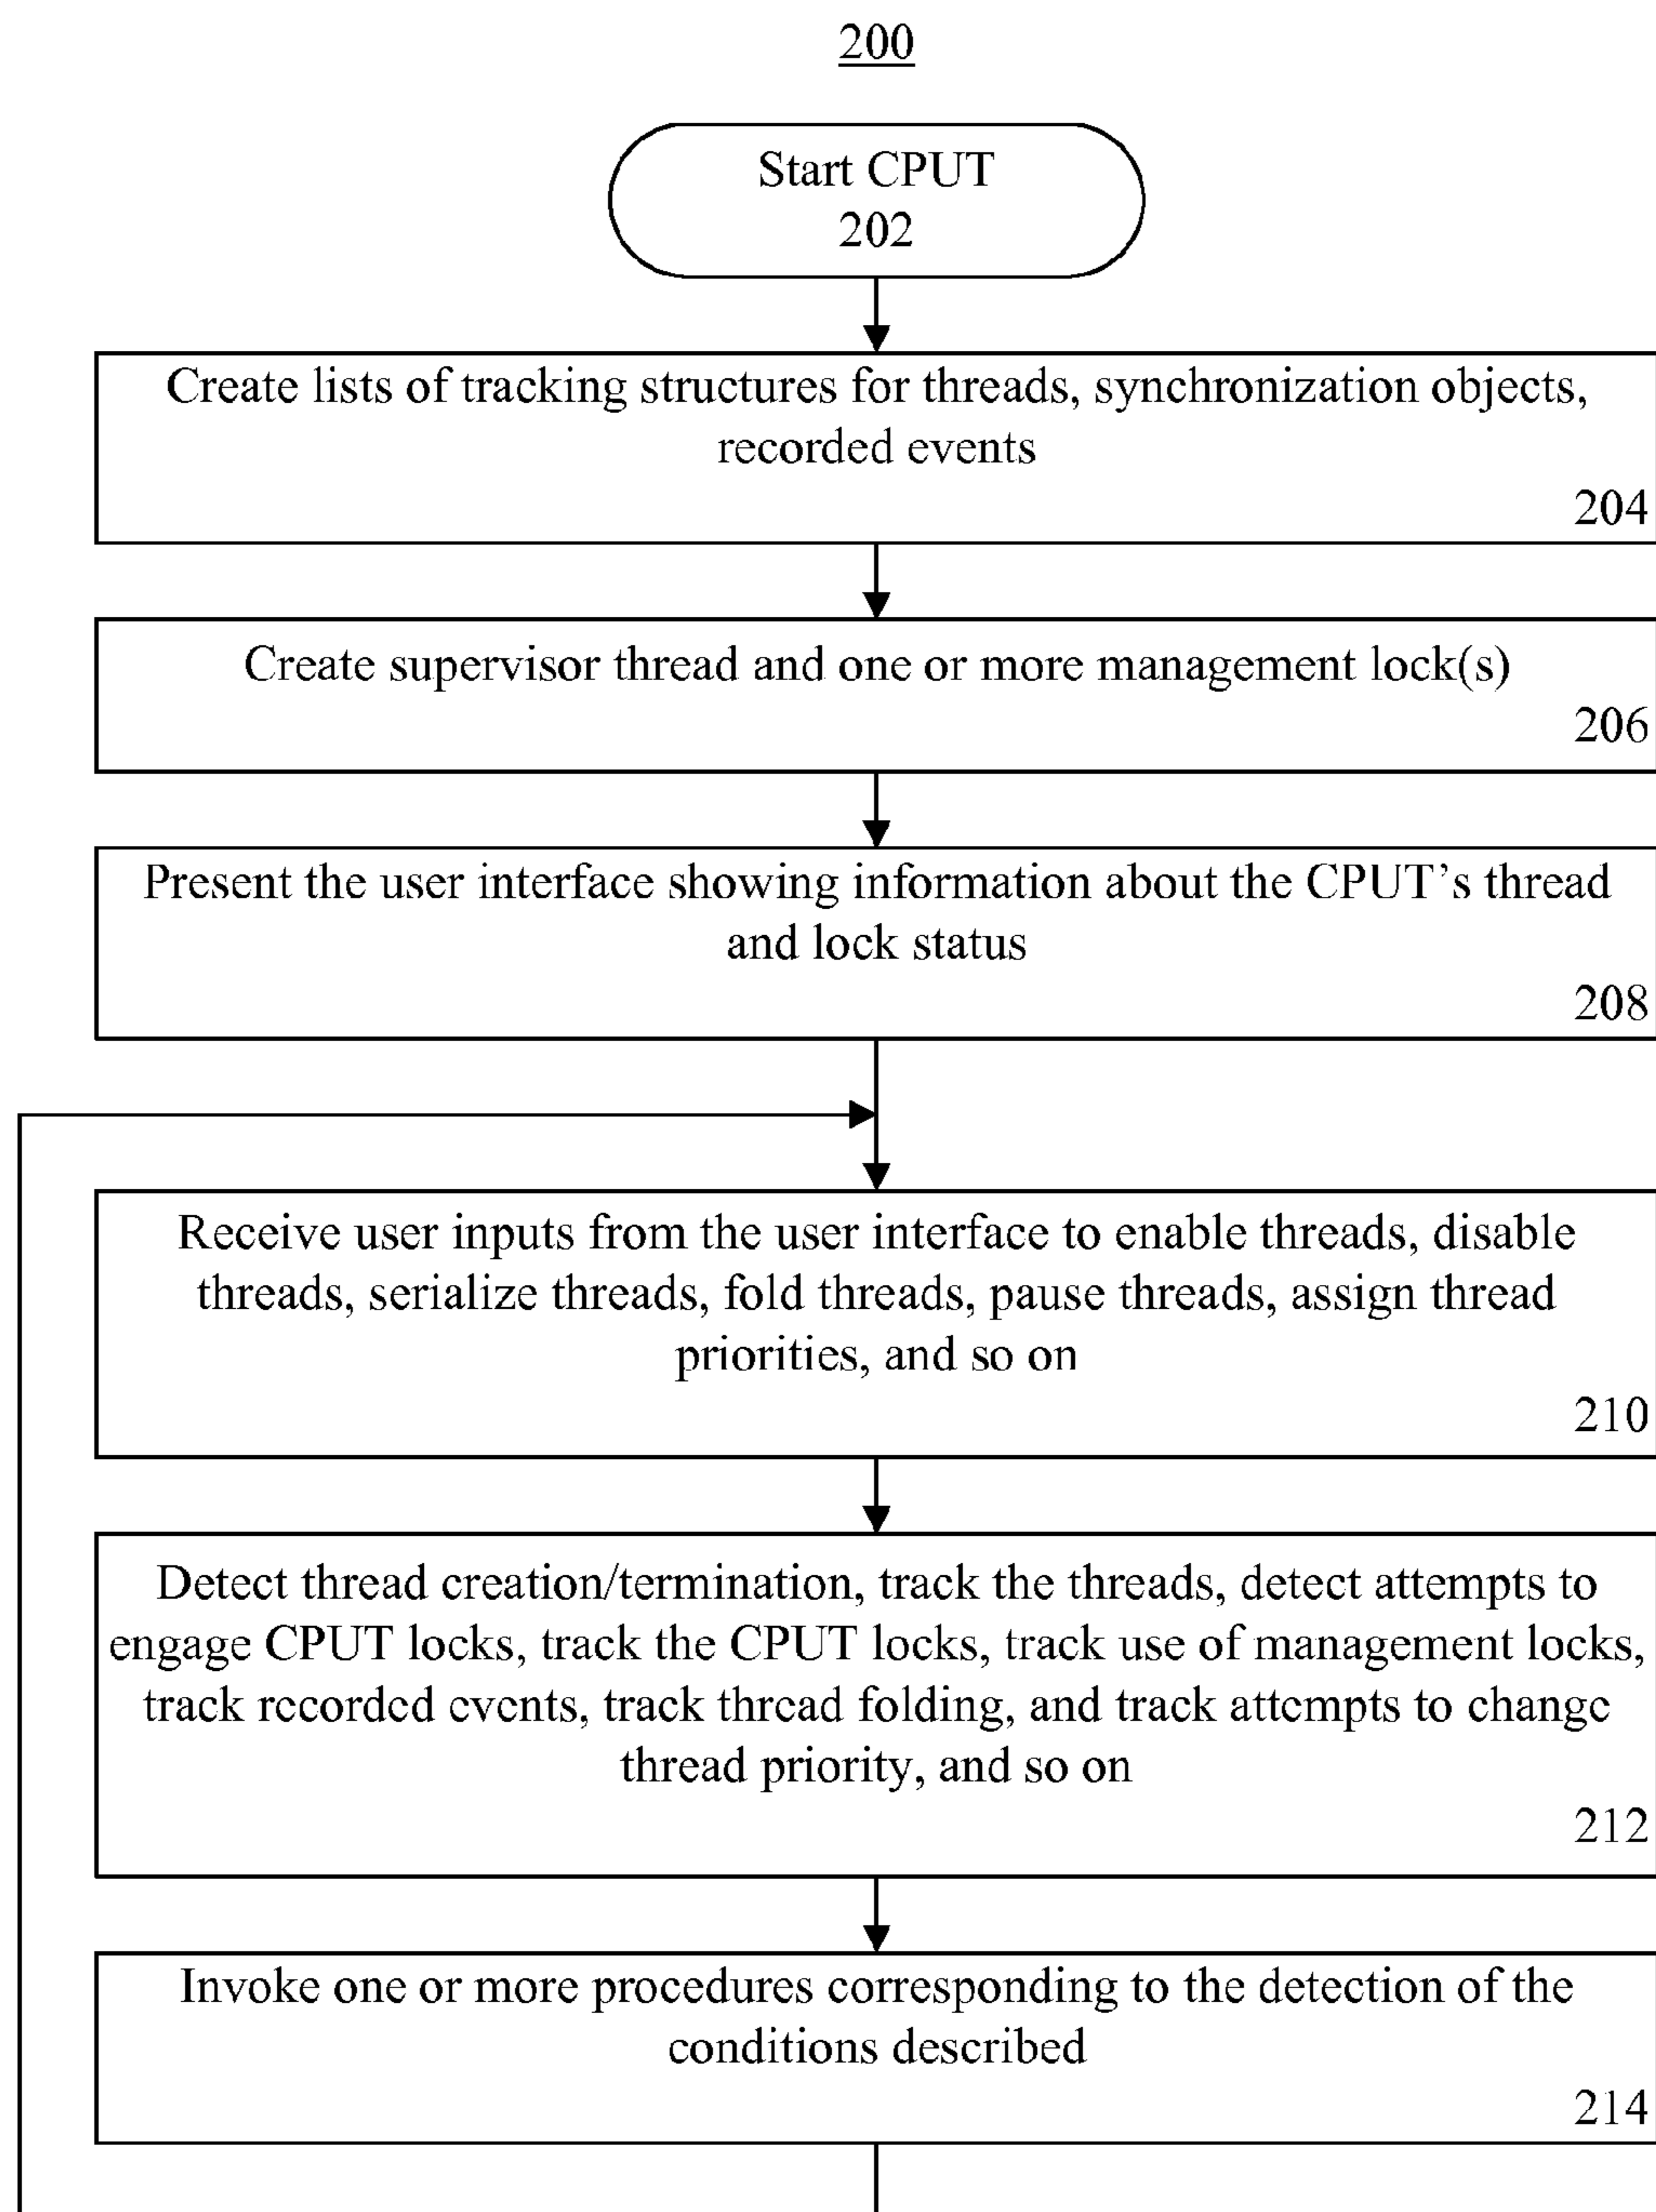 200
Start CPUT
202
Create lists of tracking structures for threads, synchronization objects,
recorded events
204
Create supervisor thread and one or more management lock(s)
206
Present the user interface showing information about the CPUT's thread
and lock status
208
Receive user inputs from the user interface to enable threads, disable
threads, serialize threads, fold threads, pause threads, assign thread
priorities, and so on
210
Detect thread creation/termination, track the threads, detect attempts to
engage CPUT locks, track the CPUT locks, track use of management locks,
track recorded events, track thread folding, and track attempts to change
thread priority, and so on
212
Invoke one or more procedures corresponding to the detection of the
conditions described
214